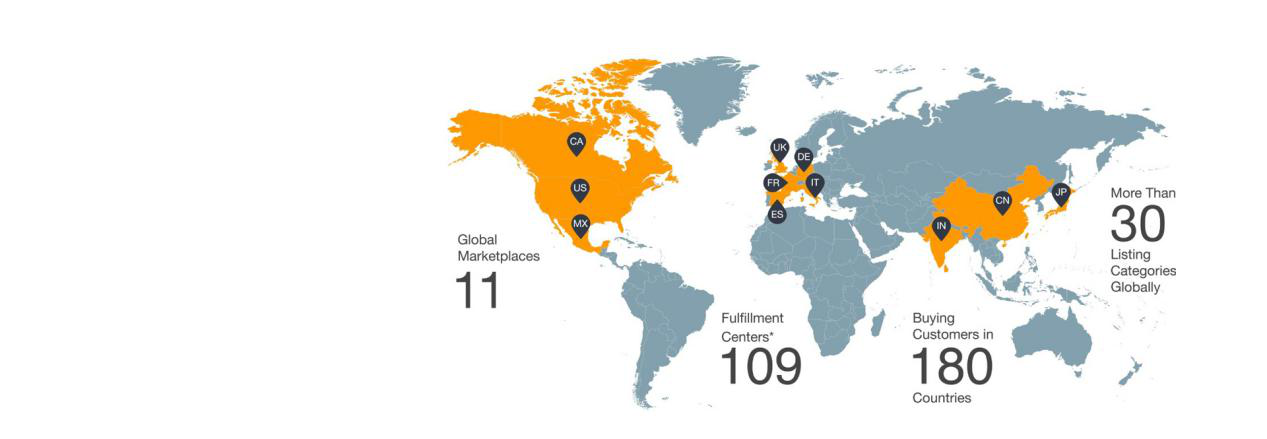 CA
US
MX
UK
DE
FR
IT
ES
CN
JP
IN
Global
Marketplaces
11
Fulfillment
Centers*
109
Buying
Customers in
180
Countries
More Than
30
Listing
Categories
Globally